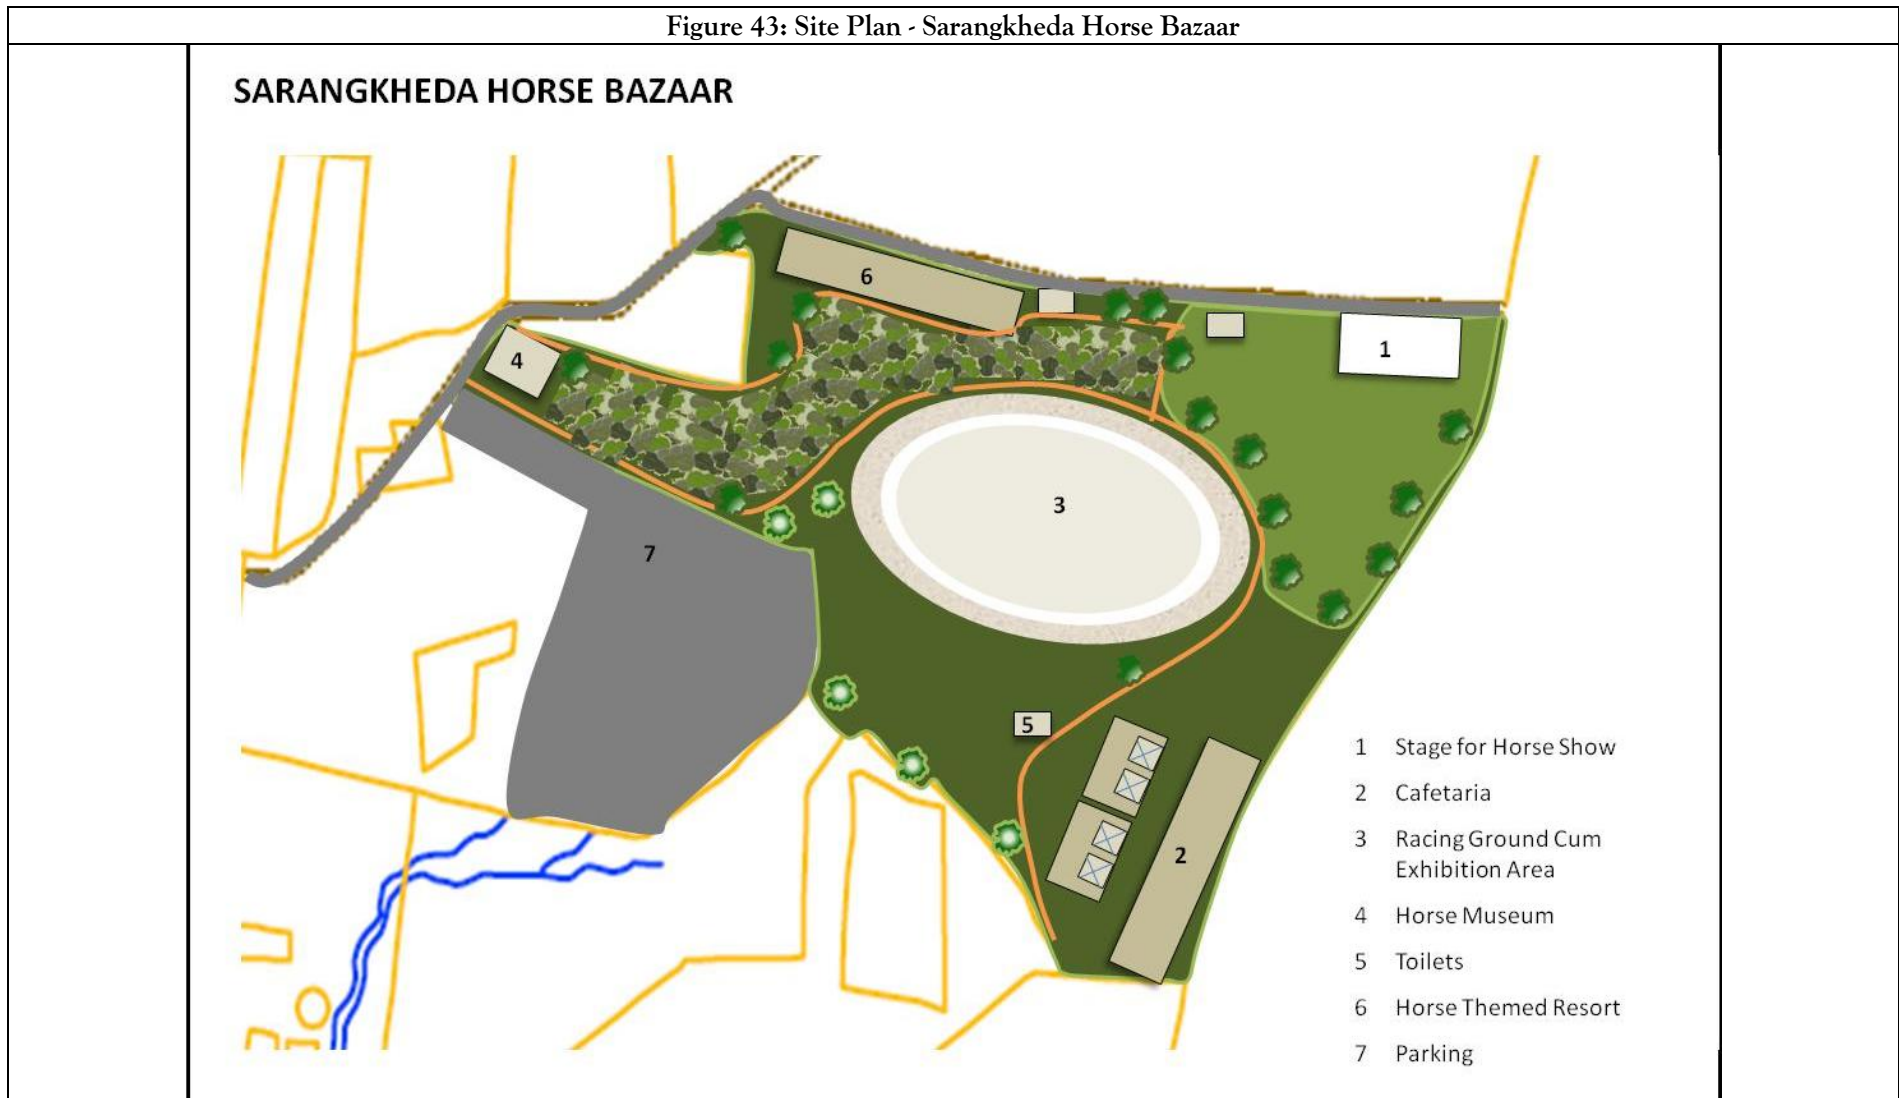 Figure 43: Site Plan - Sarangkheda Horse Bazaar
SARANGKHEDA HORSE BAZAAR
6
1
4
3
7
5
2
1 Stage for Horse Show
2 Cafetaria
3 Racing Ground Cum
Exhibition Area
4 Horse Museum
5 Toilets
6 Horse Themed Resort
7 Parking